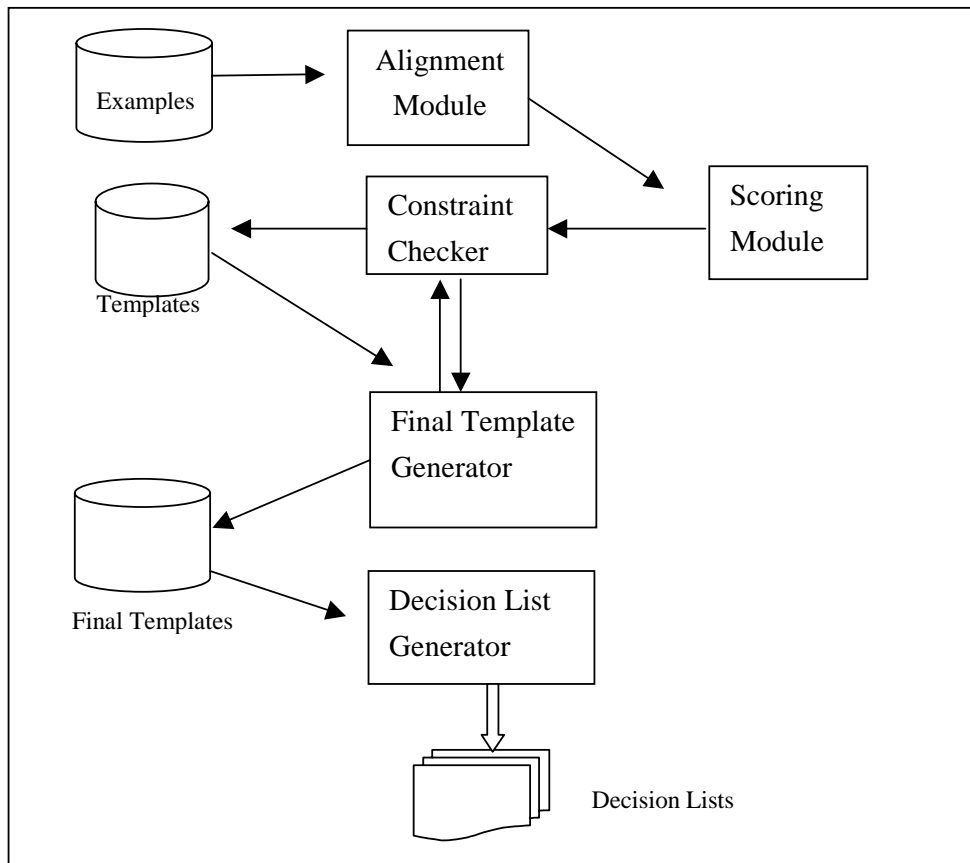 Examples
Alignment
Module
Scoring
Module
Constraint
Checker
Templates
Final Template
Generator
Final Templates
Decision List
Generator
Decision Lists